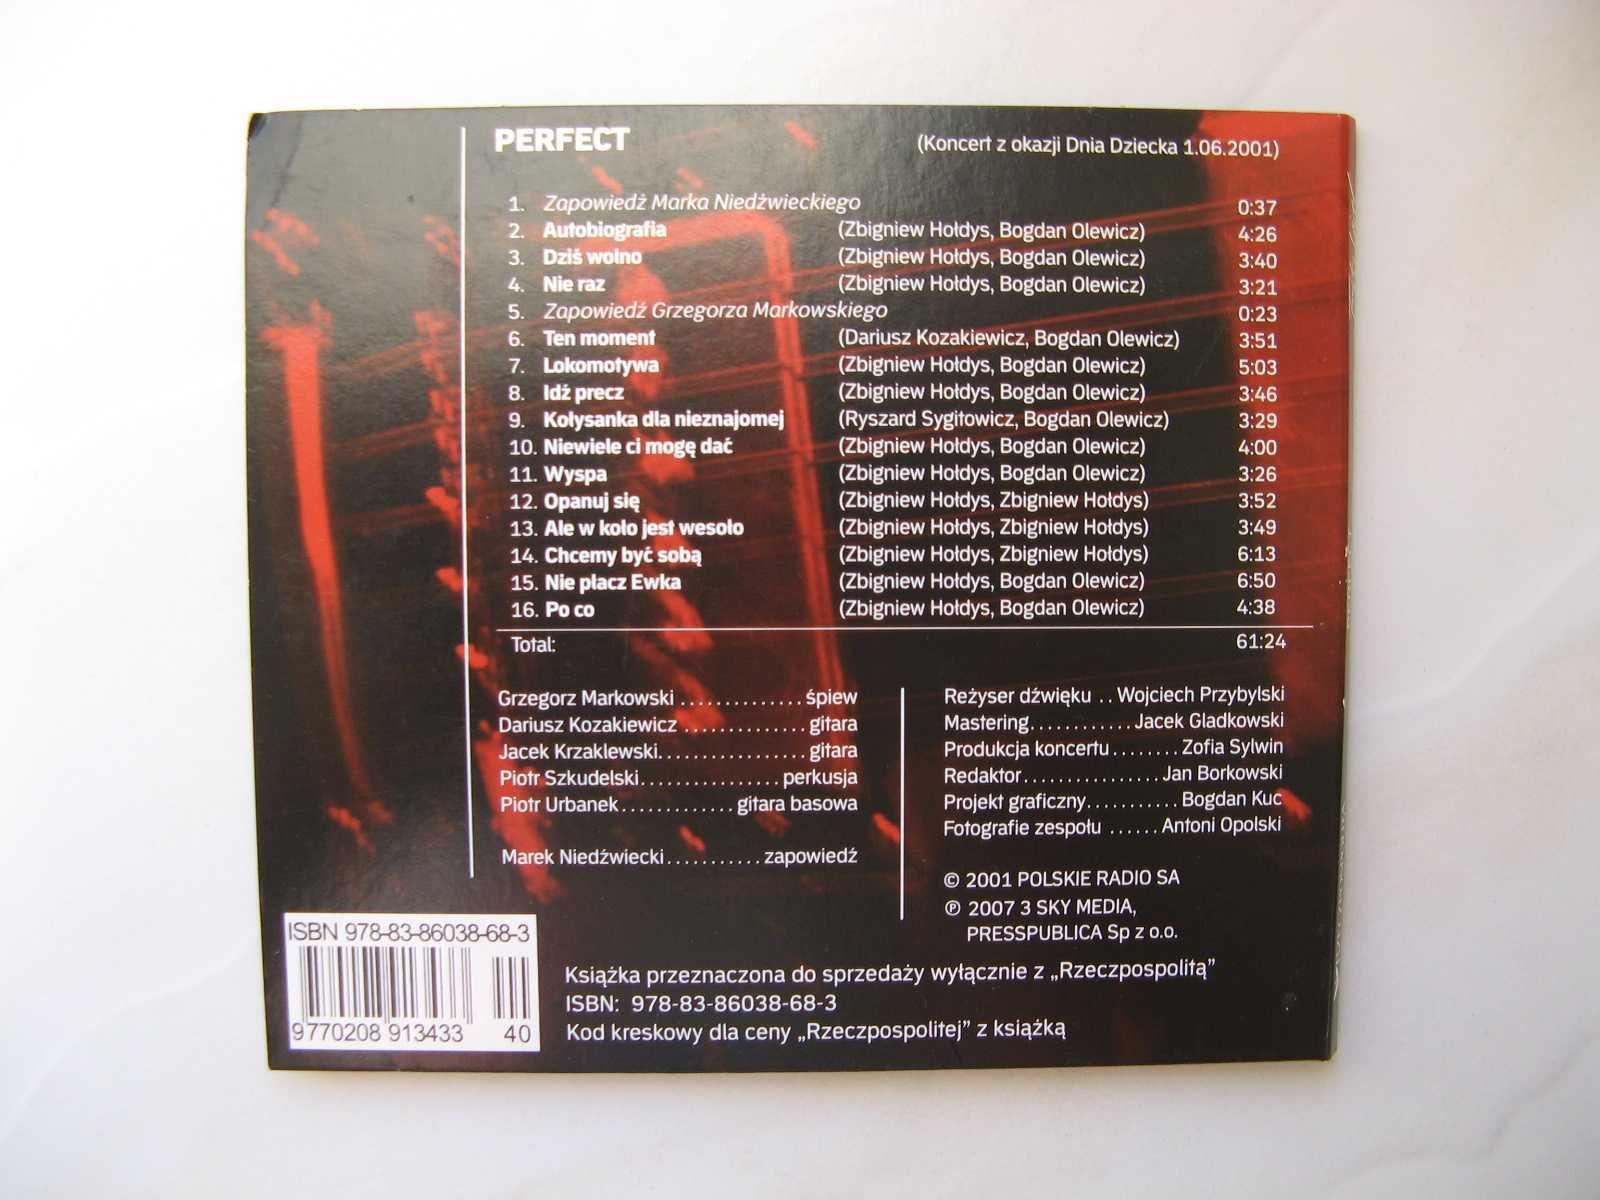 PERFECT (Koncert z okazji Dnia Dziecka 1.06.2001)
1. Zapowiedź Marka Niedźwieckiego 0:37
2. Autobiografia (Zbigniew Hołdys, Bogdan Olewicz) 4:26
3. Dziś wolno (Zbigniew Hołdys, Bogdan Olewicz) 3:40
4. Nie raz (Zbigniew Hołdys, Bogdan Olewicz) 3:21
5. Zapowiedź Grzegorza Markowskiego 0:23
6. Ten moment (Dariusz Kozakiewicz, Bogdan Olewicz) 3:51
7. Lokomotywa (Zbigniew Hołdys, Bogdan Olewicz) 5:03
8. Idź precz (Zbigniew Hołdys, Bogdan Olewicz) 3:46
9. Kołysanka dla nieznajomej (Ryszard Sygitowicz, Bogdan Olewicz) 3:29
10. Niewiele ci mogę dać (Zbigniew Hołdys, Bogdan Olewicz) 4:00
11. Wyspa (Zbigniew Hołdys, Bogdan Olewicz) 3:26
12. Opanuj się (Zbigniew Hołdys, Zbigniew Hołdys) 3:52
13. Ale w koło jest wesoło (Zbigniew Hołdys, Zbigniew Hołdys) 3:49
14. Chcemy być sobą (Zbigniew Hołdys, Zbigniew Hołdys) 6:13
15. Nie płacz Ewka (Zbigniew Hołdys, Bogdan Olewicz) 6:50
16. Po co (Zbigniew Hołdys, Bogdan Olewicz) 4:38
Total: 61:24
Grzegorz Markowski .............. śpiew
Dariusz Kozakiewicz .............. gitara
Jacek Krzaklewski................ gitara
Piotr Szkudelski................ perkusja
Piotr Urbanek............. gitara basowa
Marek Niedźwiecki........... zapowiedź
Reżyser dźwięku .. Wojciech Przybylski
Mastering............ Jacek Gladkowski
Produkcja koncertu........ Zofia Sylwin
Redaktor................ Jan Borkowski
Projekt graficzny........... Bogdan Kuc
Fotografie zespołu ...... Antoni Opolski
© 2001 POLSKIE RADIO SA
℗ 2007 3 SKY MEDIA,
PRESSPUBLICA Sp z o.o.
ISBN 978-83-86038-68-3
9 770208 913433 40
Książka przeznaczona do sprzedaży wyłącznie z „Rzeczpospolitą”
ISBN: 978-83-86038-68-3
Kod kreskowy dla ceny „Rzeczpospolitej” z książką